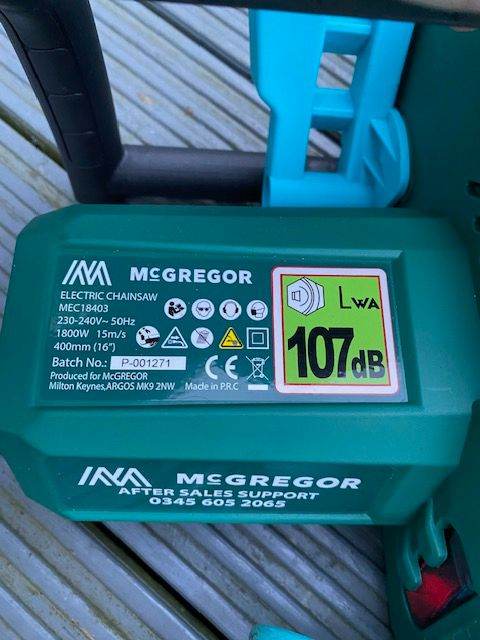 McGREGOR
ELECTRIC CHAINSAW
MEC18403
230-240V~ 50Hz
1800W 15m/s
400mm (16")
Batch No.: P-001271
Produced for McGREGOR
Milton Keynes,ARGOS MK9 2NW Made in P.R.C
CE
LWA
107dB
McGREGOR
AFTER SALES SUPPORT
0345 605 2065